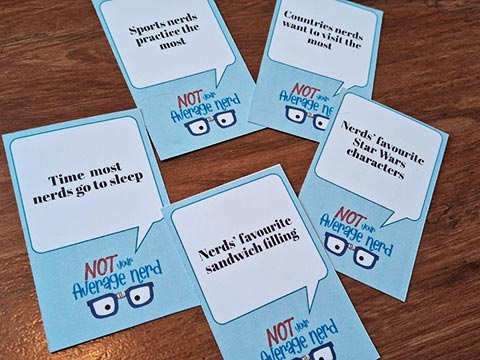 Sports nerds
practice the
most
NOT your
Average nerd
Countries nerds
want to visit the
most
NOT your
Average nerd
Nerds' favourite
Star Wars
characters
NOT your
Average nerd
Time most
nerds go to sleep
NOT your
Average nerd
Nerds' favourite
sandwich filling
NOT your
Average nerd